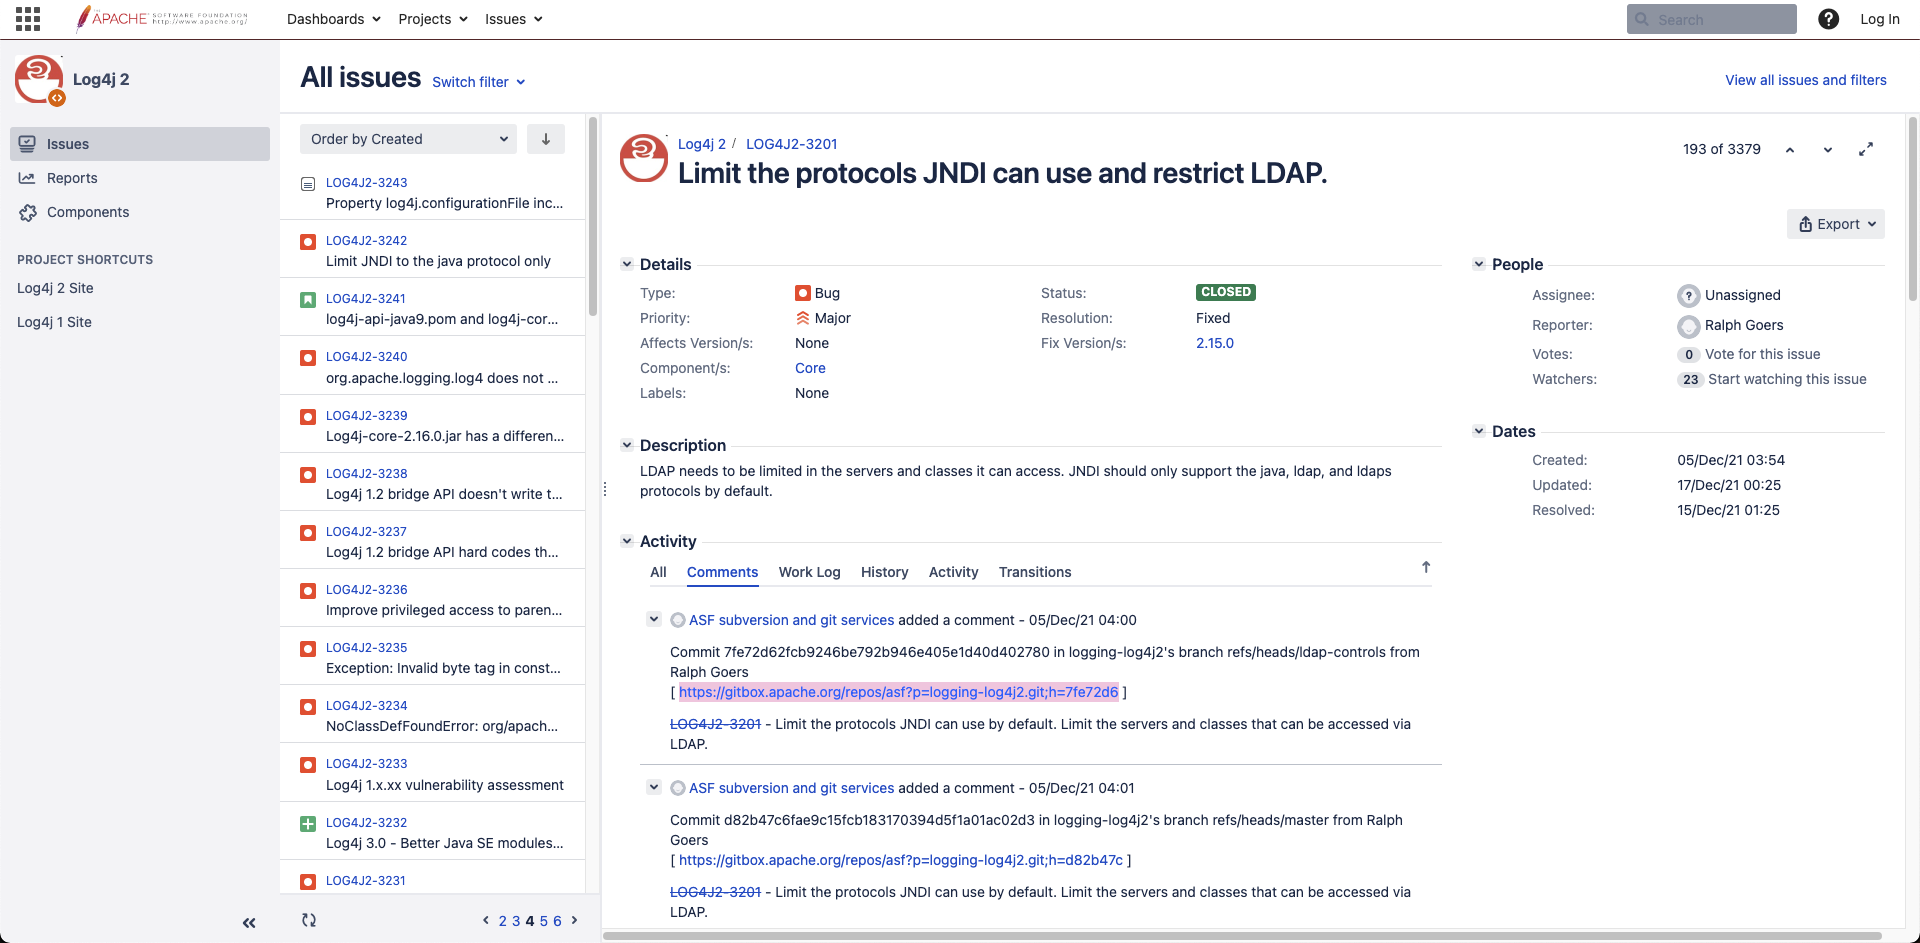 THE APACHE SOFTWARE FOUNDATION http://www.apache.org/
Dashboards Projects Issues Search ? Log In
Log4j 2
Issues
Reports
Components
PROJECT SHORTCUTS
Log4j 2 Site
Log4j 1 Site
All issues Switch filter View all issues and filters
Order by Created
LOG4J2-3243
Property log4j.configurationFile inc...
LOG4J2-3242
Limit JNDI to the java protocol only
LOG4J2-3241
log4j-api-java9.pom and log4j-cor...
LOG4J2-3240
org.apache.logging.log4 does not ...
LOG4J2-3239
Log4j-core-2.16.0.jar has a differen...
LOG4J2-3238
Log4j 1.2 bridge API doesn't write t...
LOG4J2-3237
Log4j 1.2 bridge API hard codes th...
LOG4J2-3236
Improve privileged access to paren...
LOG4J2-3235
Exception: Invalid byte tag in const...
LOG4J2-3234
NoClassDefFoundError: org/apach...
LOG4J2-3233
Log4j 1.x.xx vulnerability assessment
LOG4J2-3232
Log4j 3.0 - Better Java SE modules...
LOG4J2-3231
2 3 4 5 6
Log4j 2 / LOG4J2-3201
Limit the protocols JNDI can use and restrict LDAP.
193 of 3379
Export
Details
Type: Bug Status: CLOSED
Priority: Major Resolution: Fixed
Affects Version/s: None Fix Version/s: 2.15.0
Component/s: Core
Labels: None
Description
LDAP needs to be limited in the servers and classes it can access. JNDI should only support the java, ldap, and ldaps
protocols by default.
Activity
All Comments Work Log History Activity Transitions
ASF subversion and git services added a comment - 05/Dec/21 04:00
Commit 7fe72d62fcb9246be792b946e405e1d40d402780 in logging-log4j2's branch refs/heads/ldap-controls from
Ralph Goers
[ https://gitbox.apache.org/repos/asf?p=logging-log4j2.git;h=7fe72d6 ]
LOG4J2-3201 - Limit the protocols JNDI can use by default. Limit the servers and classes that can be accessed via
LDAP.
ASF subversion and git services added a comment - 05/Dec/21 04:01
Commit d82b47c6fae9c15fcb183170394d5f1a01ac02d3 in logging-log4j2's branch refs/heads/master from Ralph
Goers
[ https://gitbox.apache.org/repos/asf?p=logging-log4j2.git;h=d82b47c ]
LOG4J2-3201 - Limit the protocols JNDI can use by default. Limit the servers and classes that can be accessed via
LDAP.
People
Assignee: ? Unassigned
Reporter: Ralph Goers
Votes: 0 Vote for this issue
Watchers: 23 Start watching this issue
Dates
Created: 05/Dec/21 03:54
Updated: 17/Dec/21 00:25
Resolved: 15/Dec/21 01:25